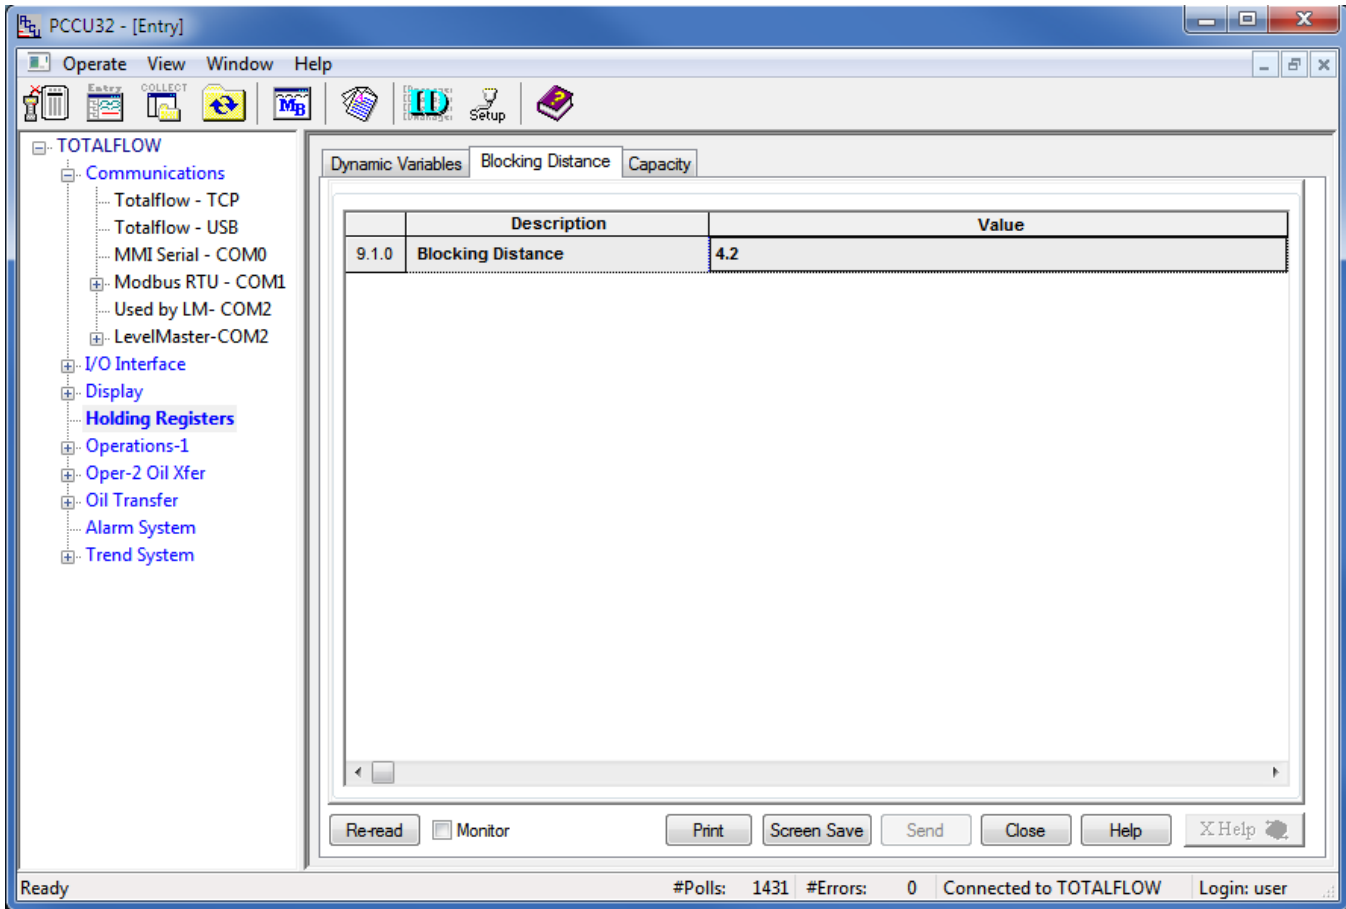 PCCU32 - [Entry]
Operate View Window Help
Entry COLLECT MB ID Setup
TOTALFLOW
Communications
Totalflow - TCP
Totalflow - USB
MMI Serial - COM0
Modbus RTU - COM1
Used by LM- COM2
LevelMaster-COM2
I/O Interface
Display
Holding Registers
Operations-1
Oper-2 Oil Xfer
Oil Transfer
Alarm System
Trend System
Dynamic Variables Blocking Distance Capacity
Description Value
9.1.0 Blocking Distance 4.2
Re-read Monitor Print Screen Save Send Close Help X Help
Ready #Polls: 1431 #Errors: 0 Connected to TOTALFLOW Login: user